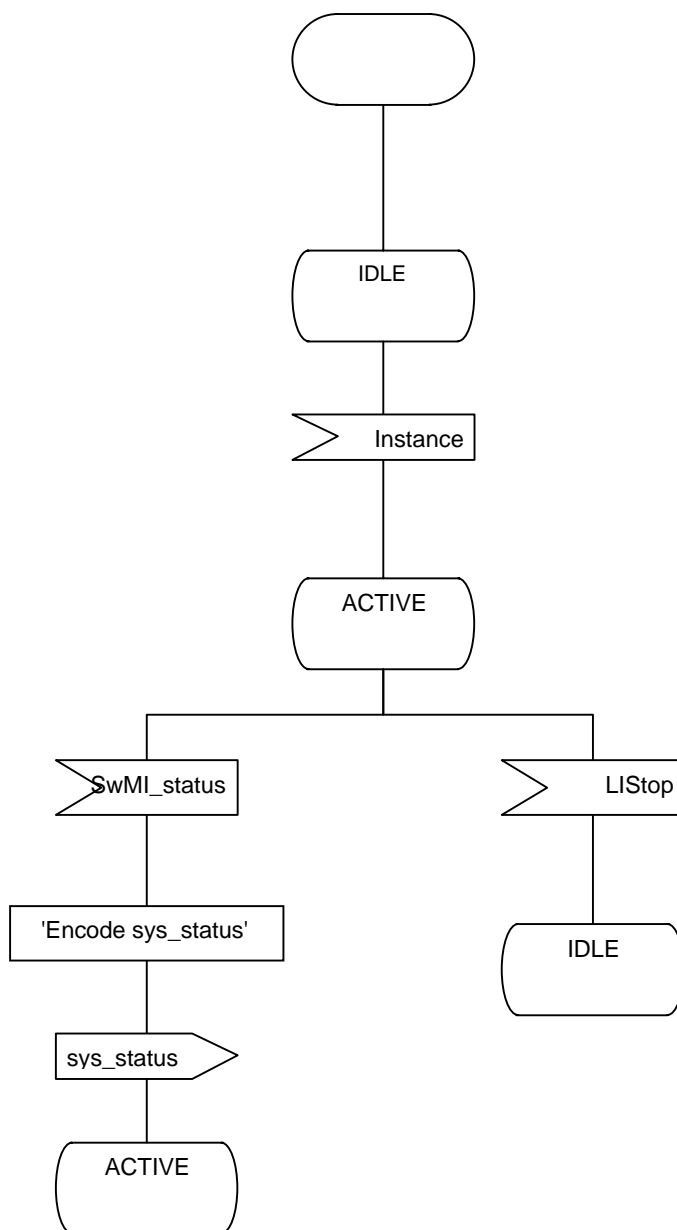 IDLE
Instance
ACTIVE
SwMI_status
LIStop
'Encode sys_status'
IDLE
sys_status
ACTIVE